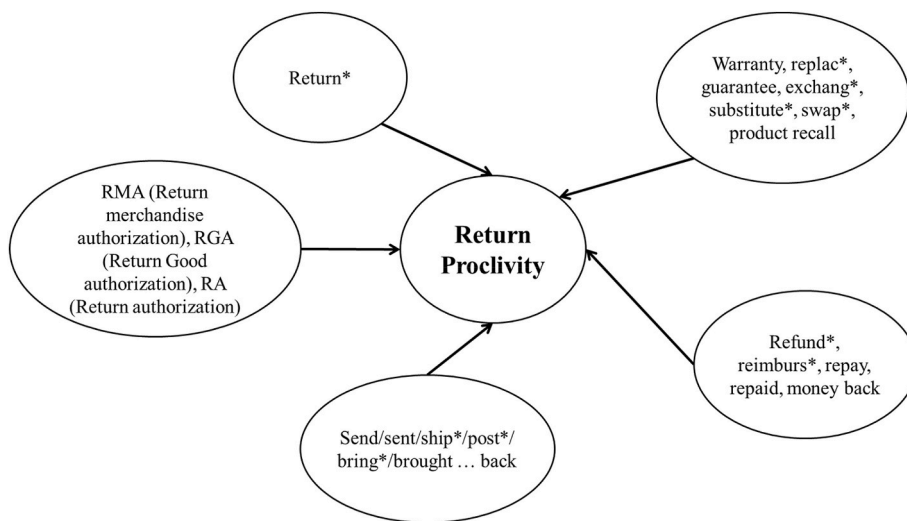 Return*
Warranty, replac*,
guarantee, exchang*,
substitute*, swap*,
product recall
RMA (Return
merchandise
authorization), RGA
(Return Good
authorization), RA
(Return authorization)
Return
Proclivity
Refund*,
reimburs*, repay,
repaid, money back
Send/sent/ship*/post*/
bring*/brought … back